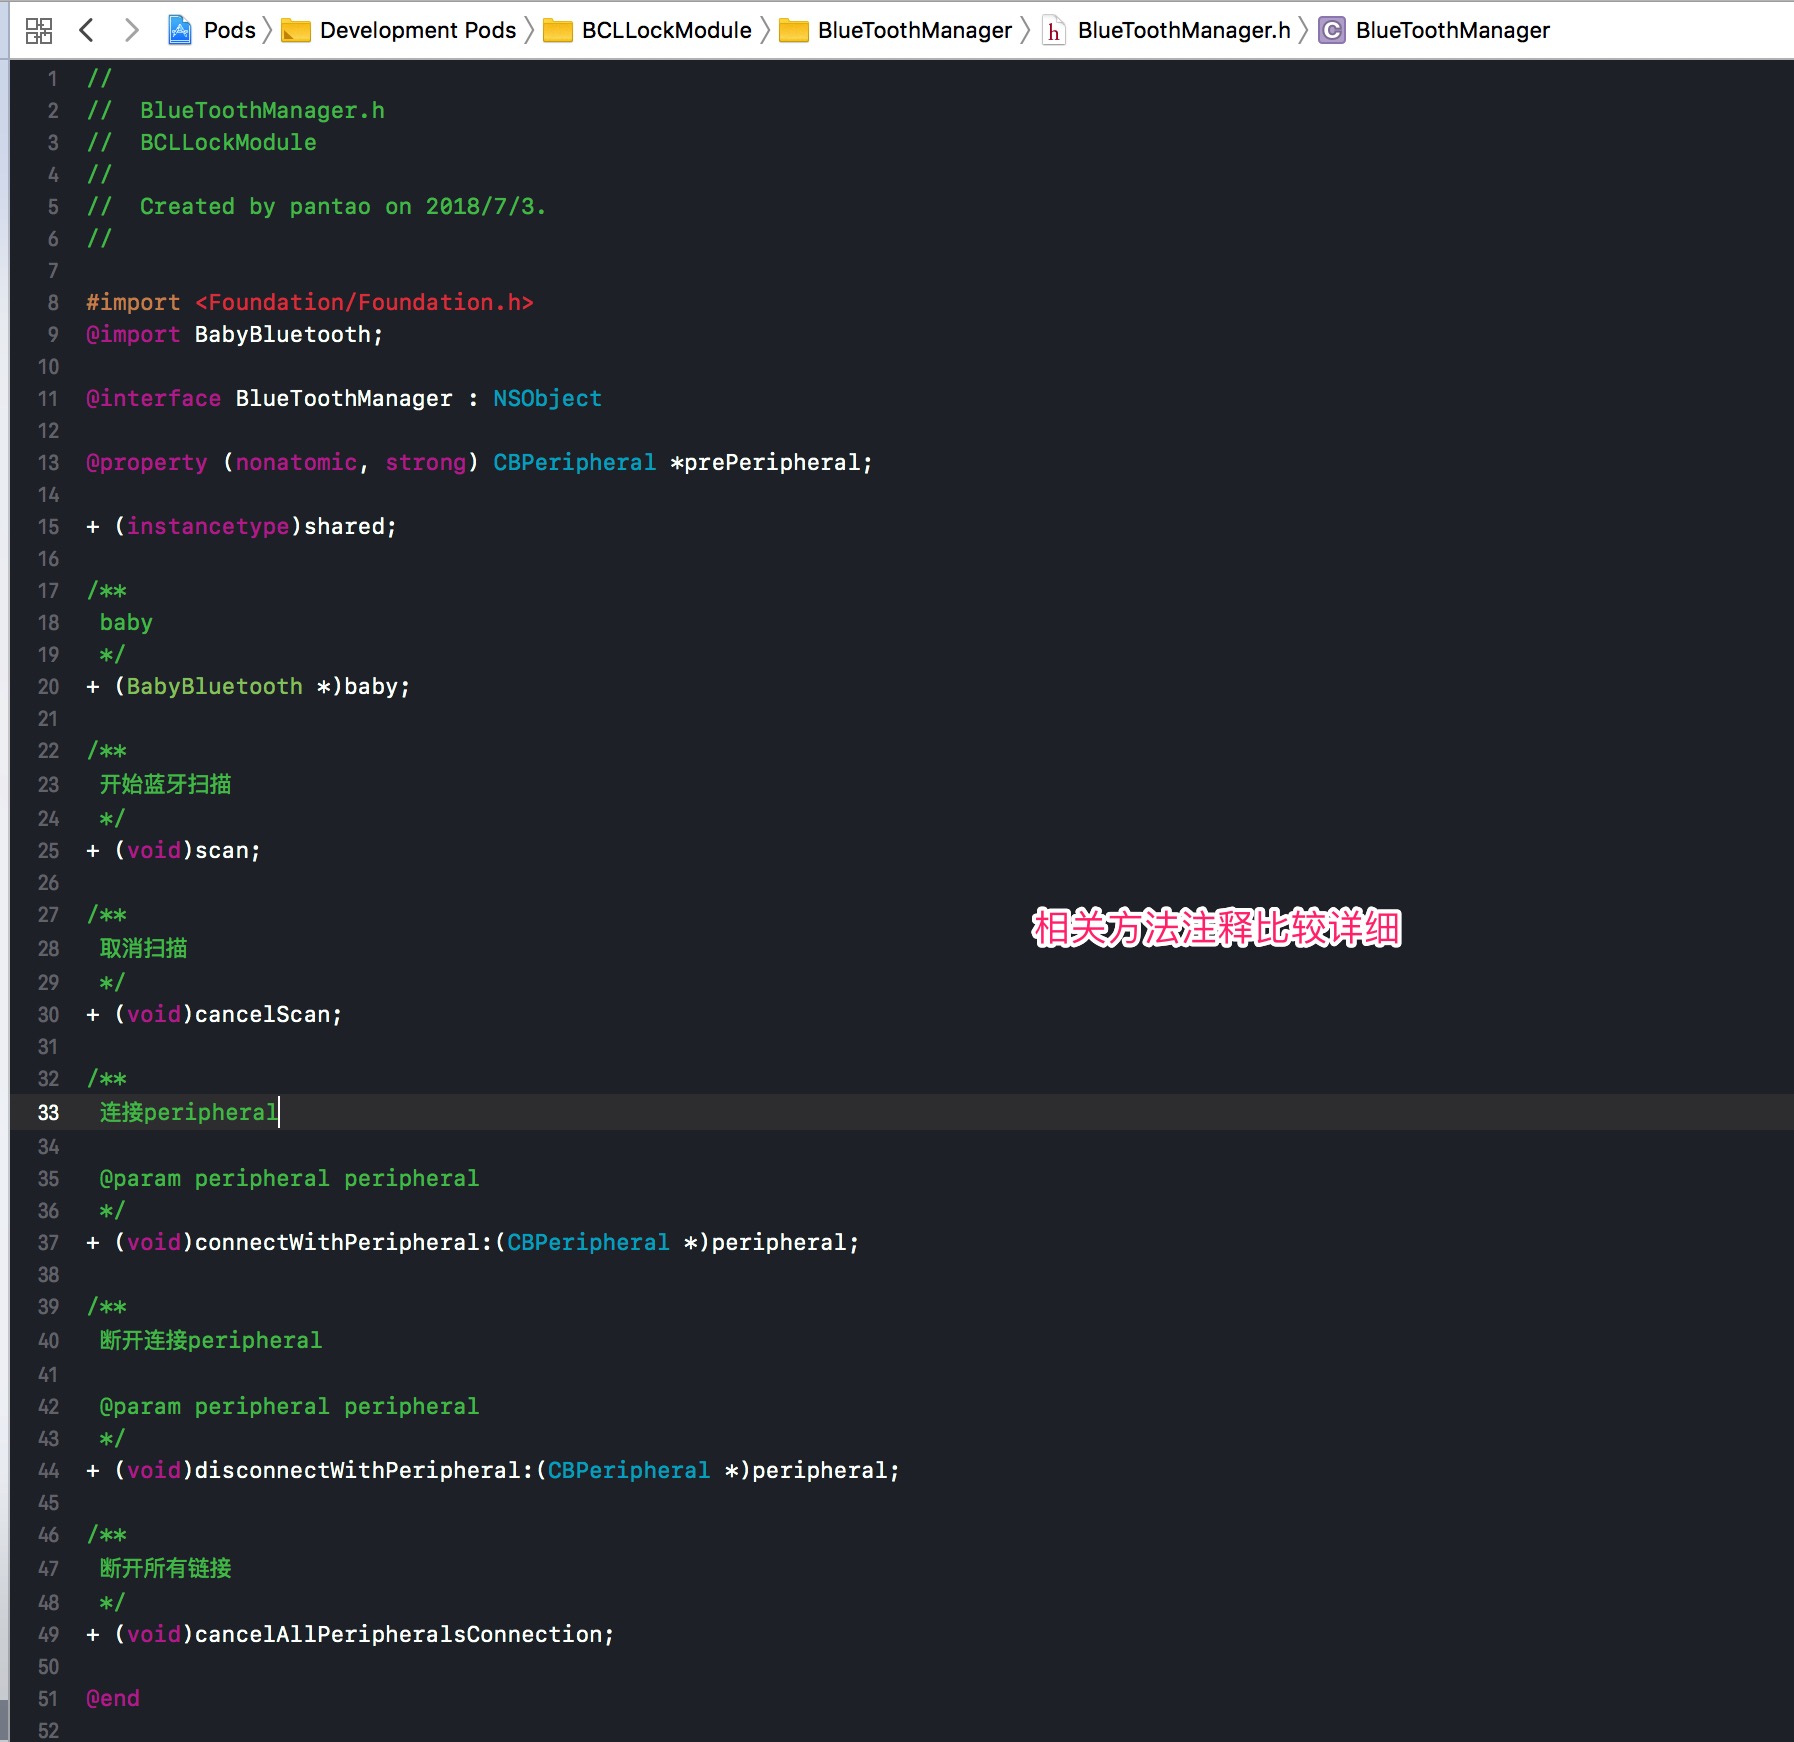 Pods 〉 Development Pods 〉 BCLLockModule 〉 BlueToothManager 〉 h BlueToothManager.h 〉 C BlueToothManager
1 //
2 //  BlueToothManager.h
3 //  BCLLockModule
4 //
5 //  Created by pantao on 2018/7/3.
6 //
7
8 #import <Foundation/Foundation.h>
9 @import BabyBluetooth;
10
11 @interface BlueToothManager : NSObject
12
13 @property (nonatomic, strong) CBPeripheral *prePeripheral;
14
15 + (instancetype)shared;
16
17 /**
18  baby
19  */
20 + (BabyBluetooth *)baby;
21
22 /**
23  开始蓝牙扫描
24  */
25 + (void)scan;
26
27 /**
相关方法注释比较详细
28  取消扫描
29  */
30 + (void)cancelScan;
31
32 /**
33  连接peripheral
34
35  @param peripheral peripheral
36  */
37 + (void)connectWithPeripheral:(CBPeripheral *)peripheral;
38
39 /**
40  断开连接peripheral
41
42  @param peripheral peripheral
43  */
44 + (void)disconnectWithPeripheral:(CBPeripheral *)peripheral;
45
46 /**
47  断开所有链接
48  */
49 + (void)cancelAllPeripheralsConnection;
50
51 @end
52